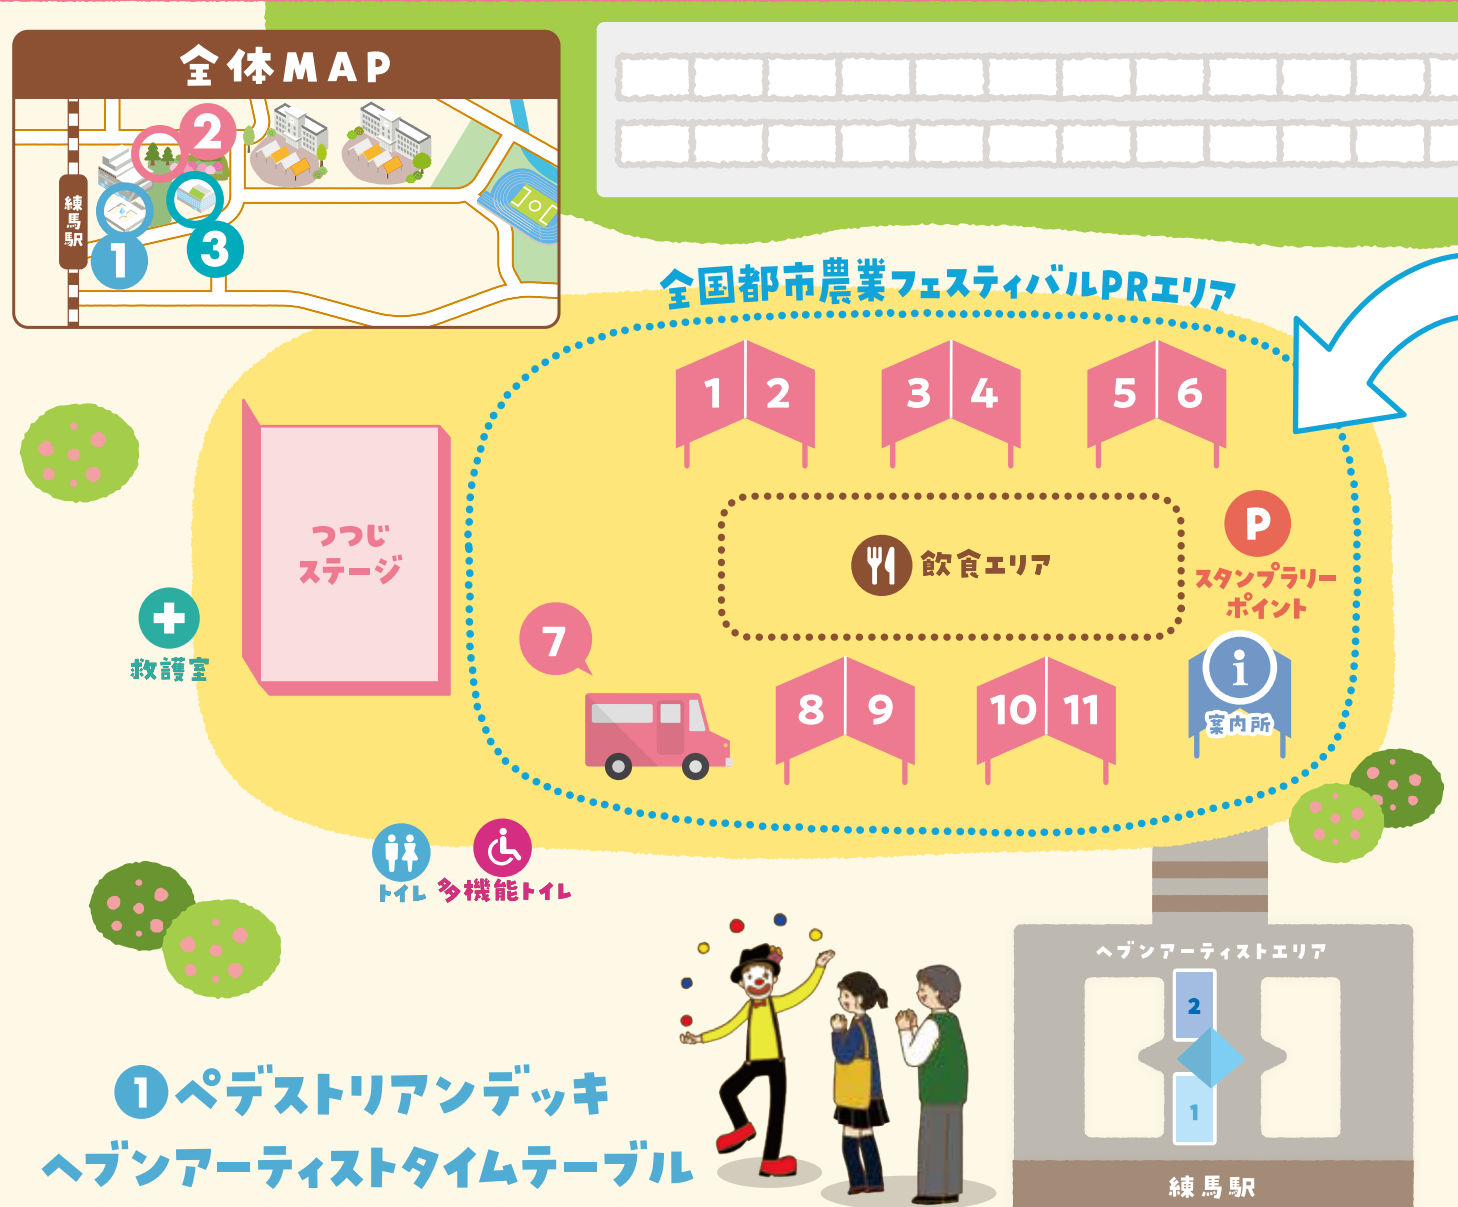 全体MAP
練馬駅
2
1
3
全国都市農業フェスティバルPRエリア
1 2
3 4
5 6
つつじ
ステージ
飲食エリア
P
スタンプラリー
ポイント
救護室
7
8 9
10 11
i
案内所
トイレ
多機能トイレ
ヘブンアーティストエリア
2
1
練馬駅
1 ペデストリアンデッキ
ヘブンアーティストタイムテーブル